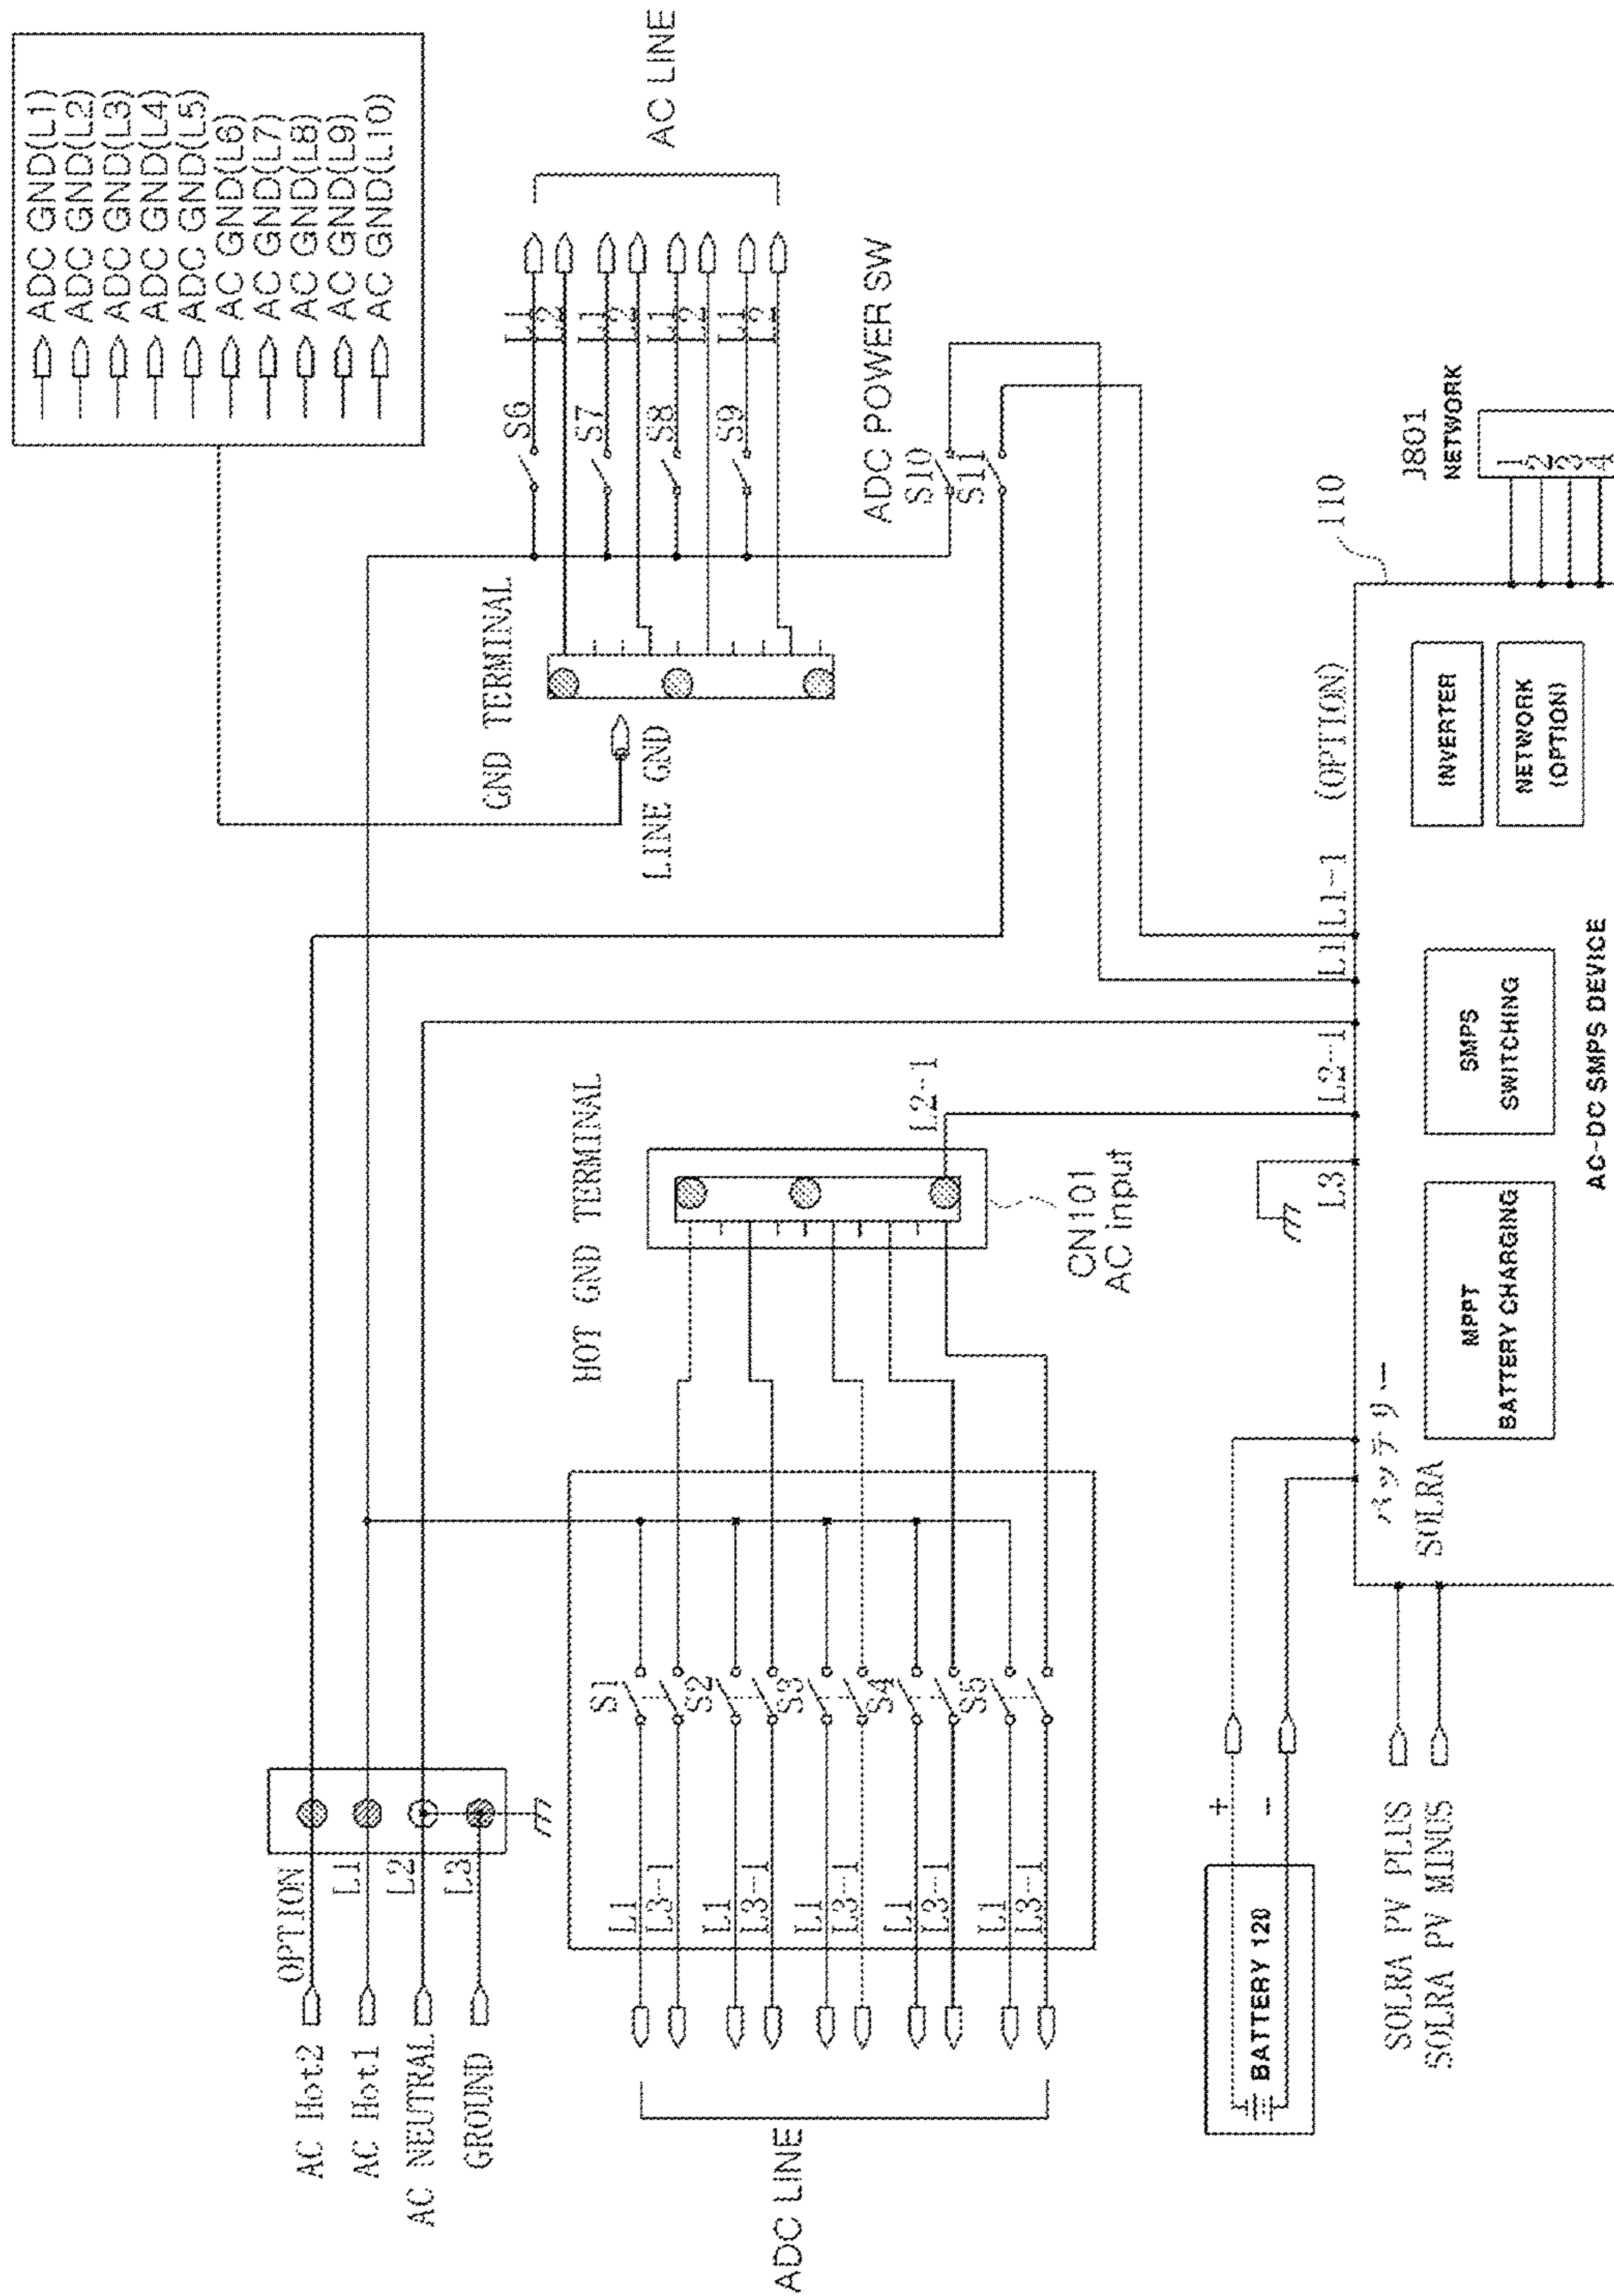 ADC GND(L1)
ADC GND(L2)
ADC GND(L3)
ADC GND(L4)
ADC GND(L5)
AC GND(L6)
AC GND(L7)
AC GND(L8)
AC GND(L9)
AC GND(L10)
AC LINE
S6
L1
L2
S7
L1
L2
S8
L1
L2
S9
L1
L2
GND TERMINAL
LINE GND
ADC POWER SW
S10
S11
OPTION
L1
L2
L3
AC Hot2
AC Hot1
AC NEUTRAL
GROUND
HOT GND TERMINAL
L2-1
CN101
AC input
S1
S2
S3
S4
S5
L1
L3-1
L1
L3-1
L1
L3-1
L1
L3-1
L1
L3-1
ADC LINE
BATTERY 120
+
-
SOLRA PV PLUS
SOLRA PV MINUS
バッテリー
SOLRA
L3
L2-1
L1
L1-1
(OPTION)
110
J801
NETWORK
1
2
3
4
INVERTER
NETWORK
(OPTION)
SMPS
SWITCHING
MPPT
BATTERY CHARGING
AC-DC SMPS DEVICE